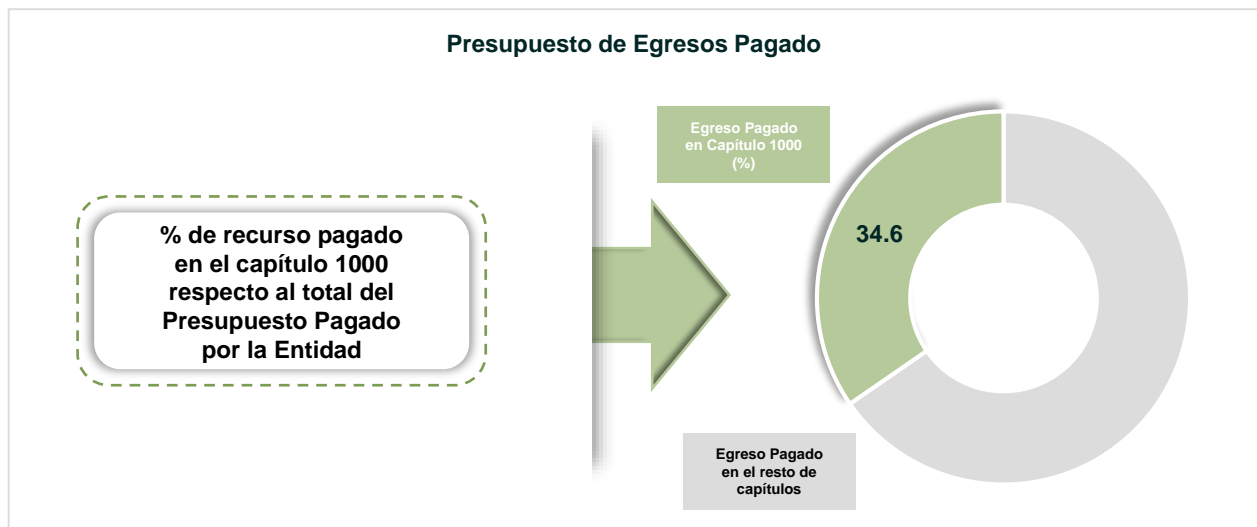 Presupuesto de Egresos Pagado
% de recurso pagado
en el capítulo 1000
respecto al total del
Presupuesto Pagado
por la Entidad
Egreso Pagado
en Capítulo 1000
(%)
34.6
Egreso Pagado
en el resto de
capítulos